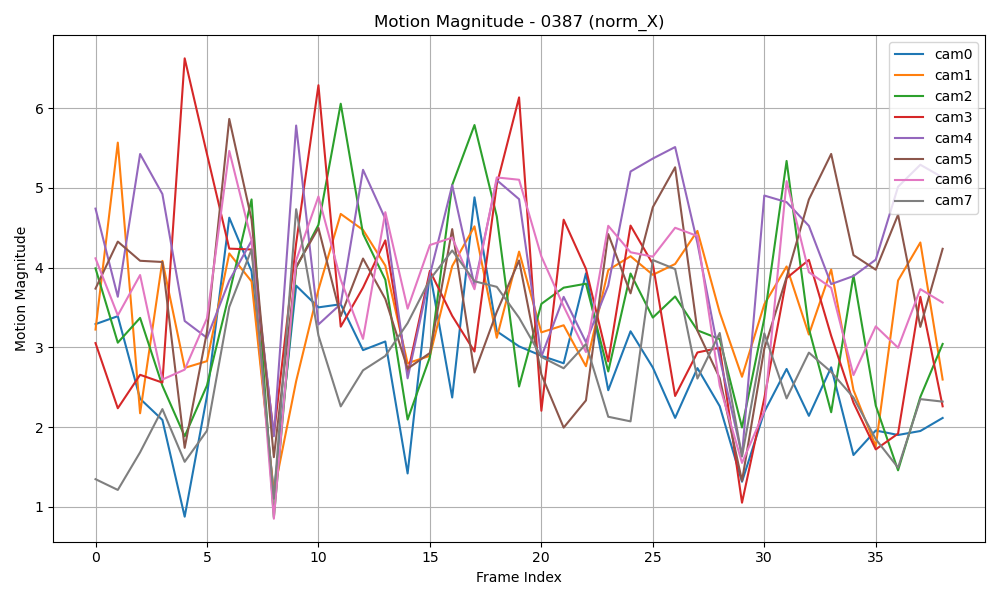 Motion Magnitude - 0387 (norm_X)
Motion Magnitude
6
5
4
3
2
1
0
5
10
15
20
25
30
35
Frame Index
cam0
cam1
cam2
cam3
cam4
cam5
cam6
cam7